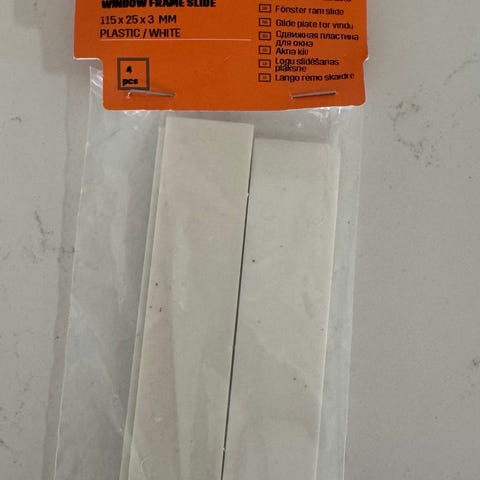 WINDOW FRAME SLIDE
115 x 25 x 3 MM
PLASTIC / WHITE
4
pcs
Fönster ram slide
Glide plate for vindu
Сдвижная пластина
для окна
Akna kiil
Logu slīdēšanas
plāksne
Lango rėmo skaidrė